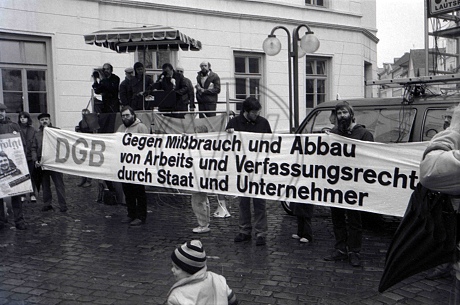 DGB
Gegen Mißbrauch und Abbau
von Arbeits und Verfassungsrecht
durch Staat und Unternehmer